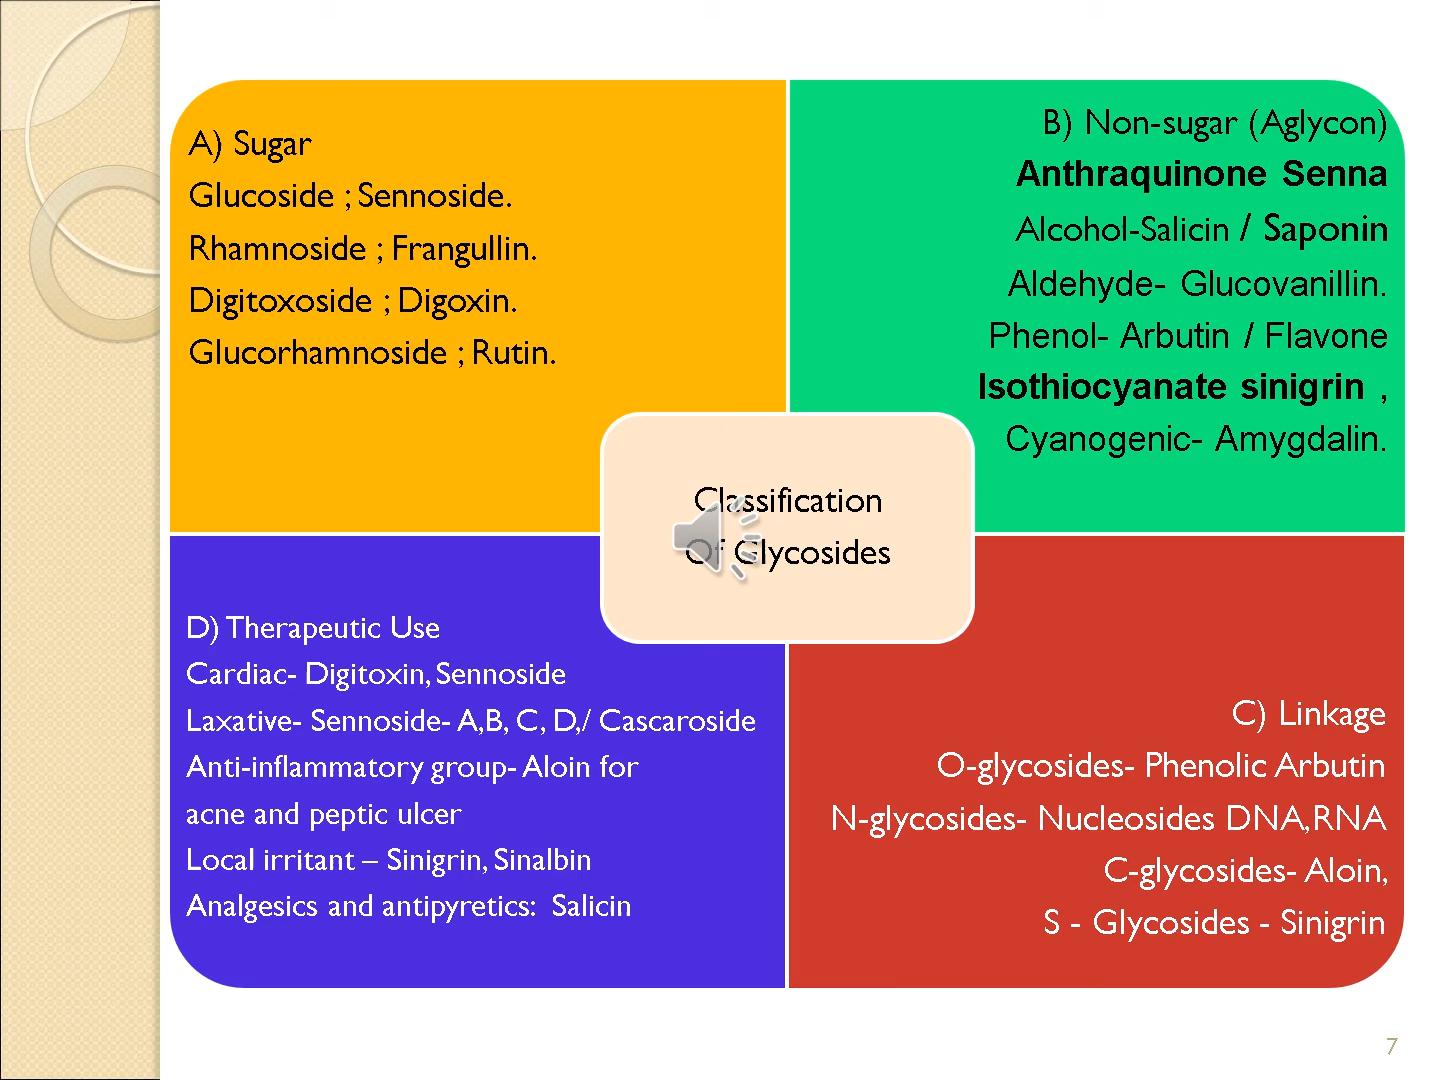 A) Sugar
Glucoside ; Sennoside.
Rhamnoside ; Frangullin.
Digitoxoside ; Digoxin.
Glucorhamnoside ; Rutin.
B) Non-sugar (Aglycon)
Anthraquinone Senna
Alcohol-Salicin / Saponin
Aldehyde- Glucovanillin.
Phenol- Arbutin / Flavone
Isothiocyanate sinigrin ,
Cyanogenic- Amygdalin.
Classification
Of Glycosides
D) Therapeutic Use
Cardiac- Digitoxin, Sennoside
Laxative- Sennoside- A,B, C, D,/ Cascaroside
Anti-inflammatory group- Aloin for
acne and peptic ulcer
Local irritant – Sinigrin, Sinalbin
Analgesics and antipyretics: Salicin
C) Linkage
O-glycosides- Phenolic Arbutin
N-glycosides- Nucleosides DNA,RNA
C-glycosides- Aloin,
S - Glycosides - Sinigrin
7